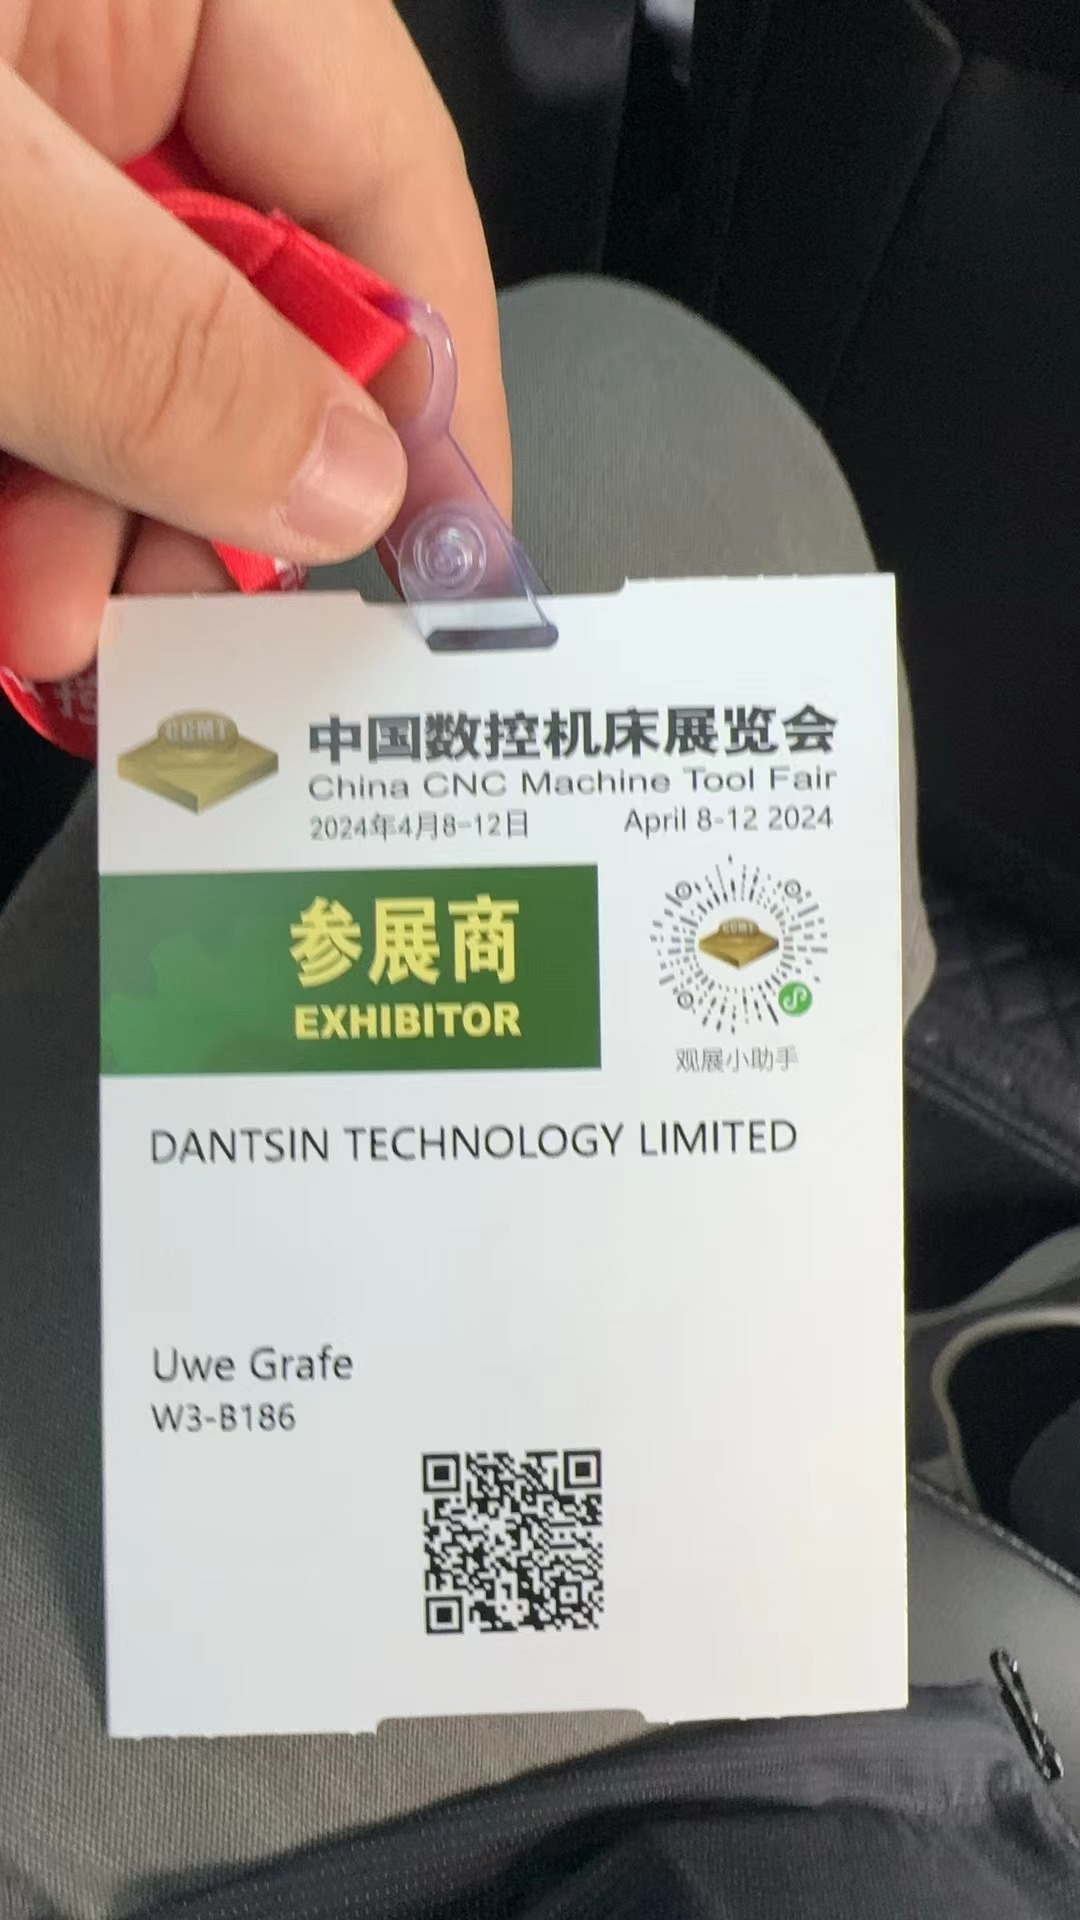 CCMT
中国数控机床展览会
China CNC Machine Tool Fair
2024年4月8-12日 April 8-12 2024
参展商
EXHIBITOR
CCMT
观展小助手
DANTSIN TECHNOLOGY LIMITED
Uwe Grafe
W3-B186